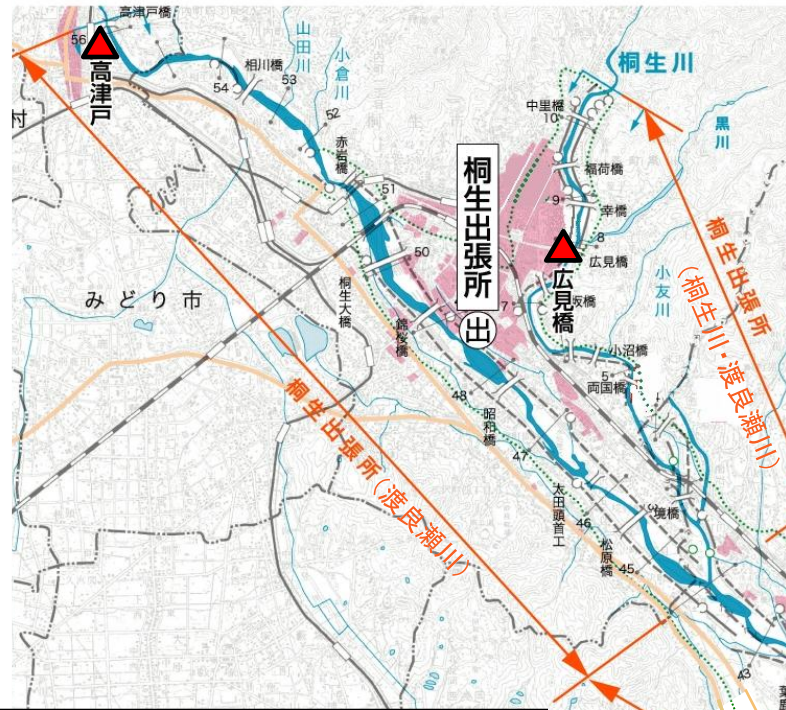 高津戸橋
56
高津戸
村
相川橋
54
53
山田川
小倉川
52
赤岩橋
51
50
桐生大橋
錦桜橋
みどり市
桐生出張所
出
桐生川
中里橋
10
福荷橋
9
幸橋
8
広見橋
広見橋
7
坂橋
小沼橋
5
両国橋
黒川
小友川
桐生出張所
(桐生川・渡良瀬川)
桐生出張所(渡良瀬川)
48
昭和橋
47
太田頭首工
46
松原橋
45
境橋
43